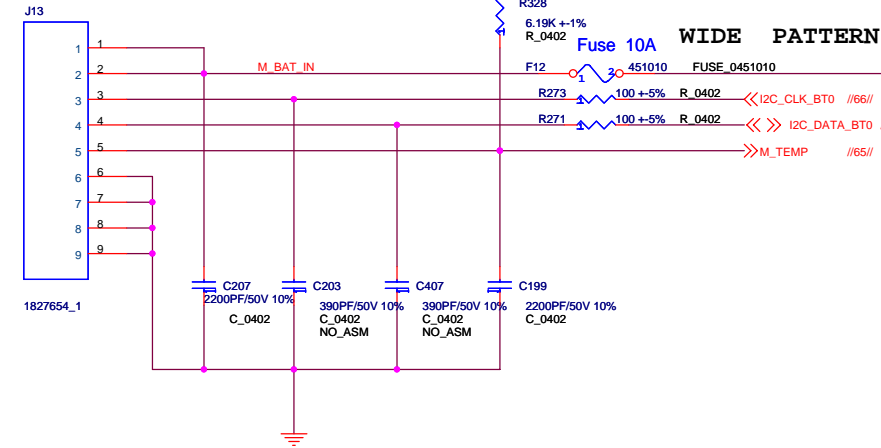 J13
R328
6.19K +-1%
R_0402
Fuse 10A
WIDE PATTERN
1 1
2 2 M_BAT_IN F12 1 2 451010 FUSE_0451010
3 3 R273 1 100 +-5% R_0402 I2C_CLK_BT0 //66//
4 4 R271 1 100 +-5% R_0402 I2C_DATA_BT0
5 5 M_TEMP //65//
6 6
7 7
8 8
9 9
1827654_1
C207
2200PF/50V 10%
C_0402
C203
390PF/50V 10%
C_0402
NO_ASM
C407
390PF/50V 10%
C_0402
NO_ASM
C199
2200PF/50V 10%
C_0402